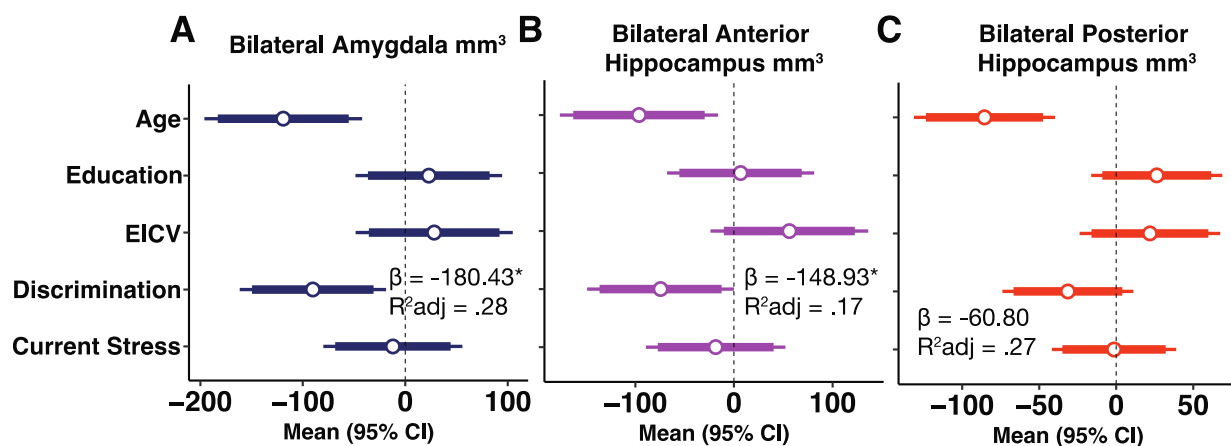 A
Bilateral Amygdala mm³
B
Bilateral Anterior
Hippocampus mm³
C
Bilateral Posterior
Hippocampus mm³
Age
Education
EICV
Discrimination
Current Stress
β = -180.43*
R²adj = .28
β = -148.93*
R²adj = .17
β = -60.80
R²adj = .27
−200
−100
0
100
−100
0
100
−100
−50
0
50
Mean (95% CI)
Mean (95% CI)
Mean (95% CI)